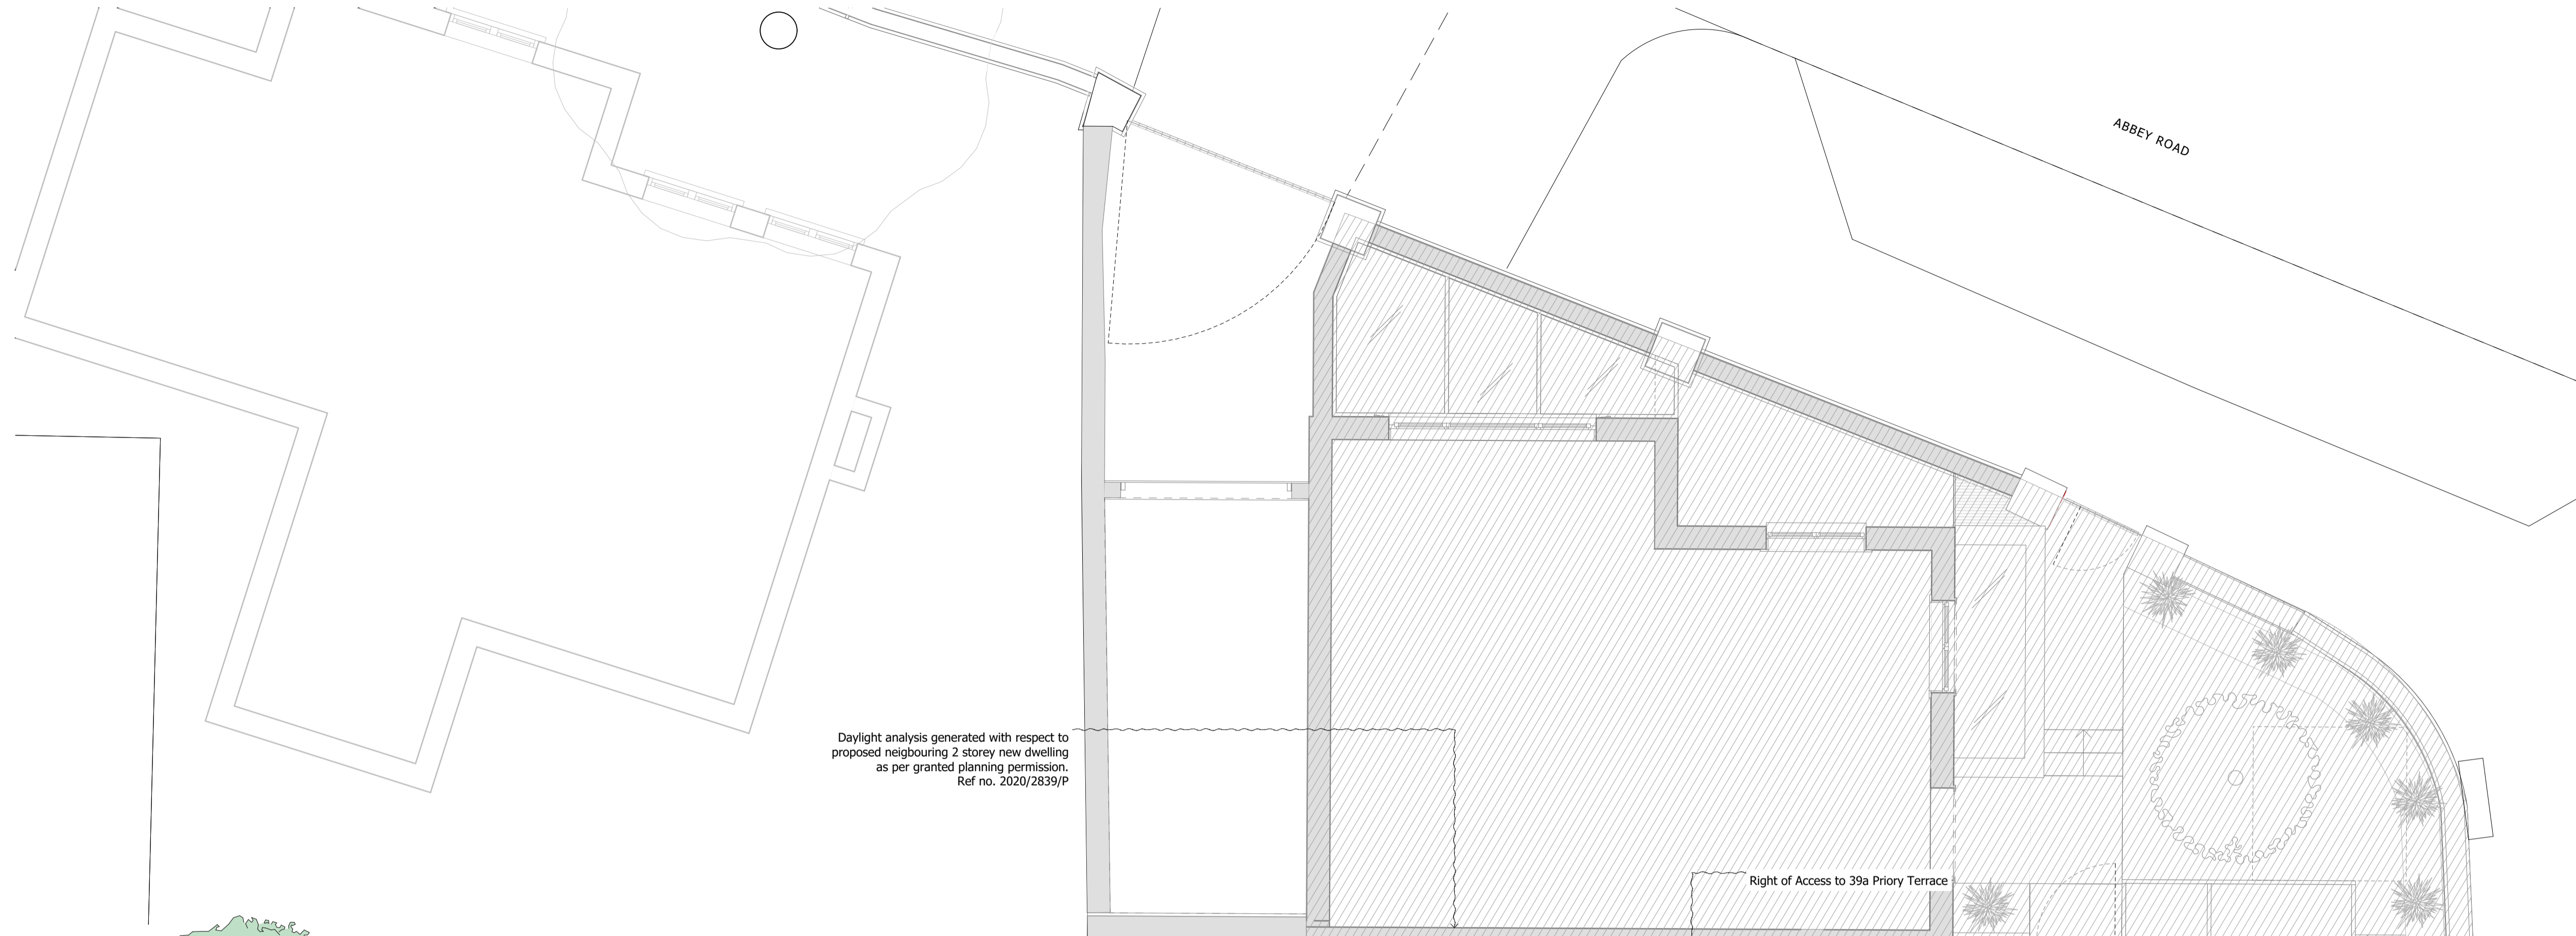 ABBEY ROAD
Daylight analysis generated with respect to
proposed neigbouring 2 storey new dwelling
as per granted planning permission.
Ref no. 2020/2839/P
Right of Access to 39a Priory Terrace